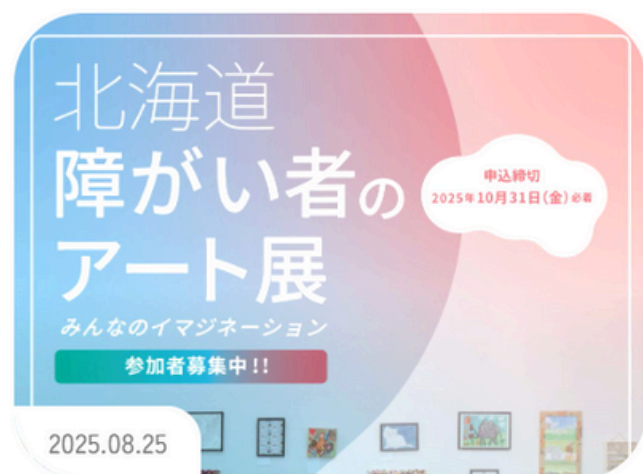 北海道
障がい者の
アート展
みんなのイマジネーション
参加者募集中!!
申込締切
2025年10月31日(金)必着
2025.08.25